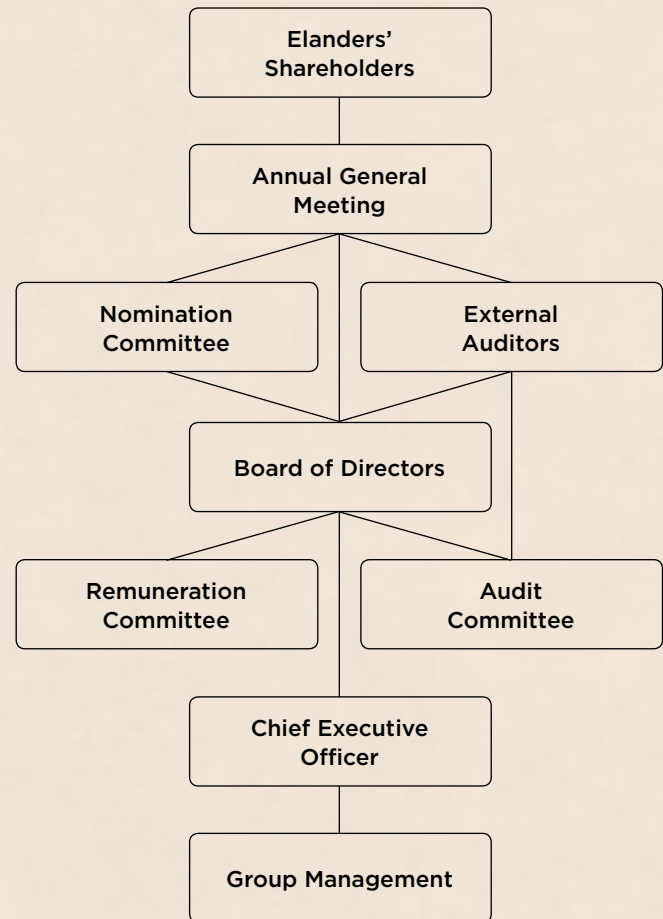 Elanders’
Shareholders
Annual General
Meeting
Nomination
Committee
External
Auditors
Board of Directors
Remuneration
Committee
Audit
Committee
Chief Executive
Officer
Group Management